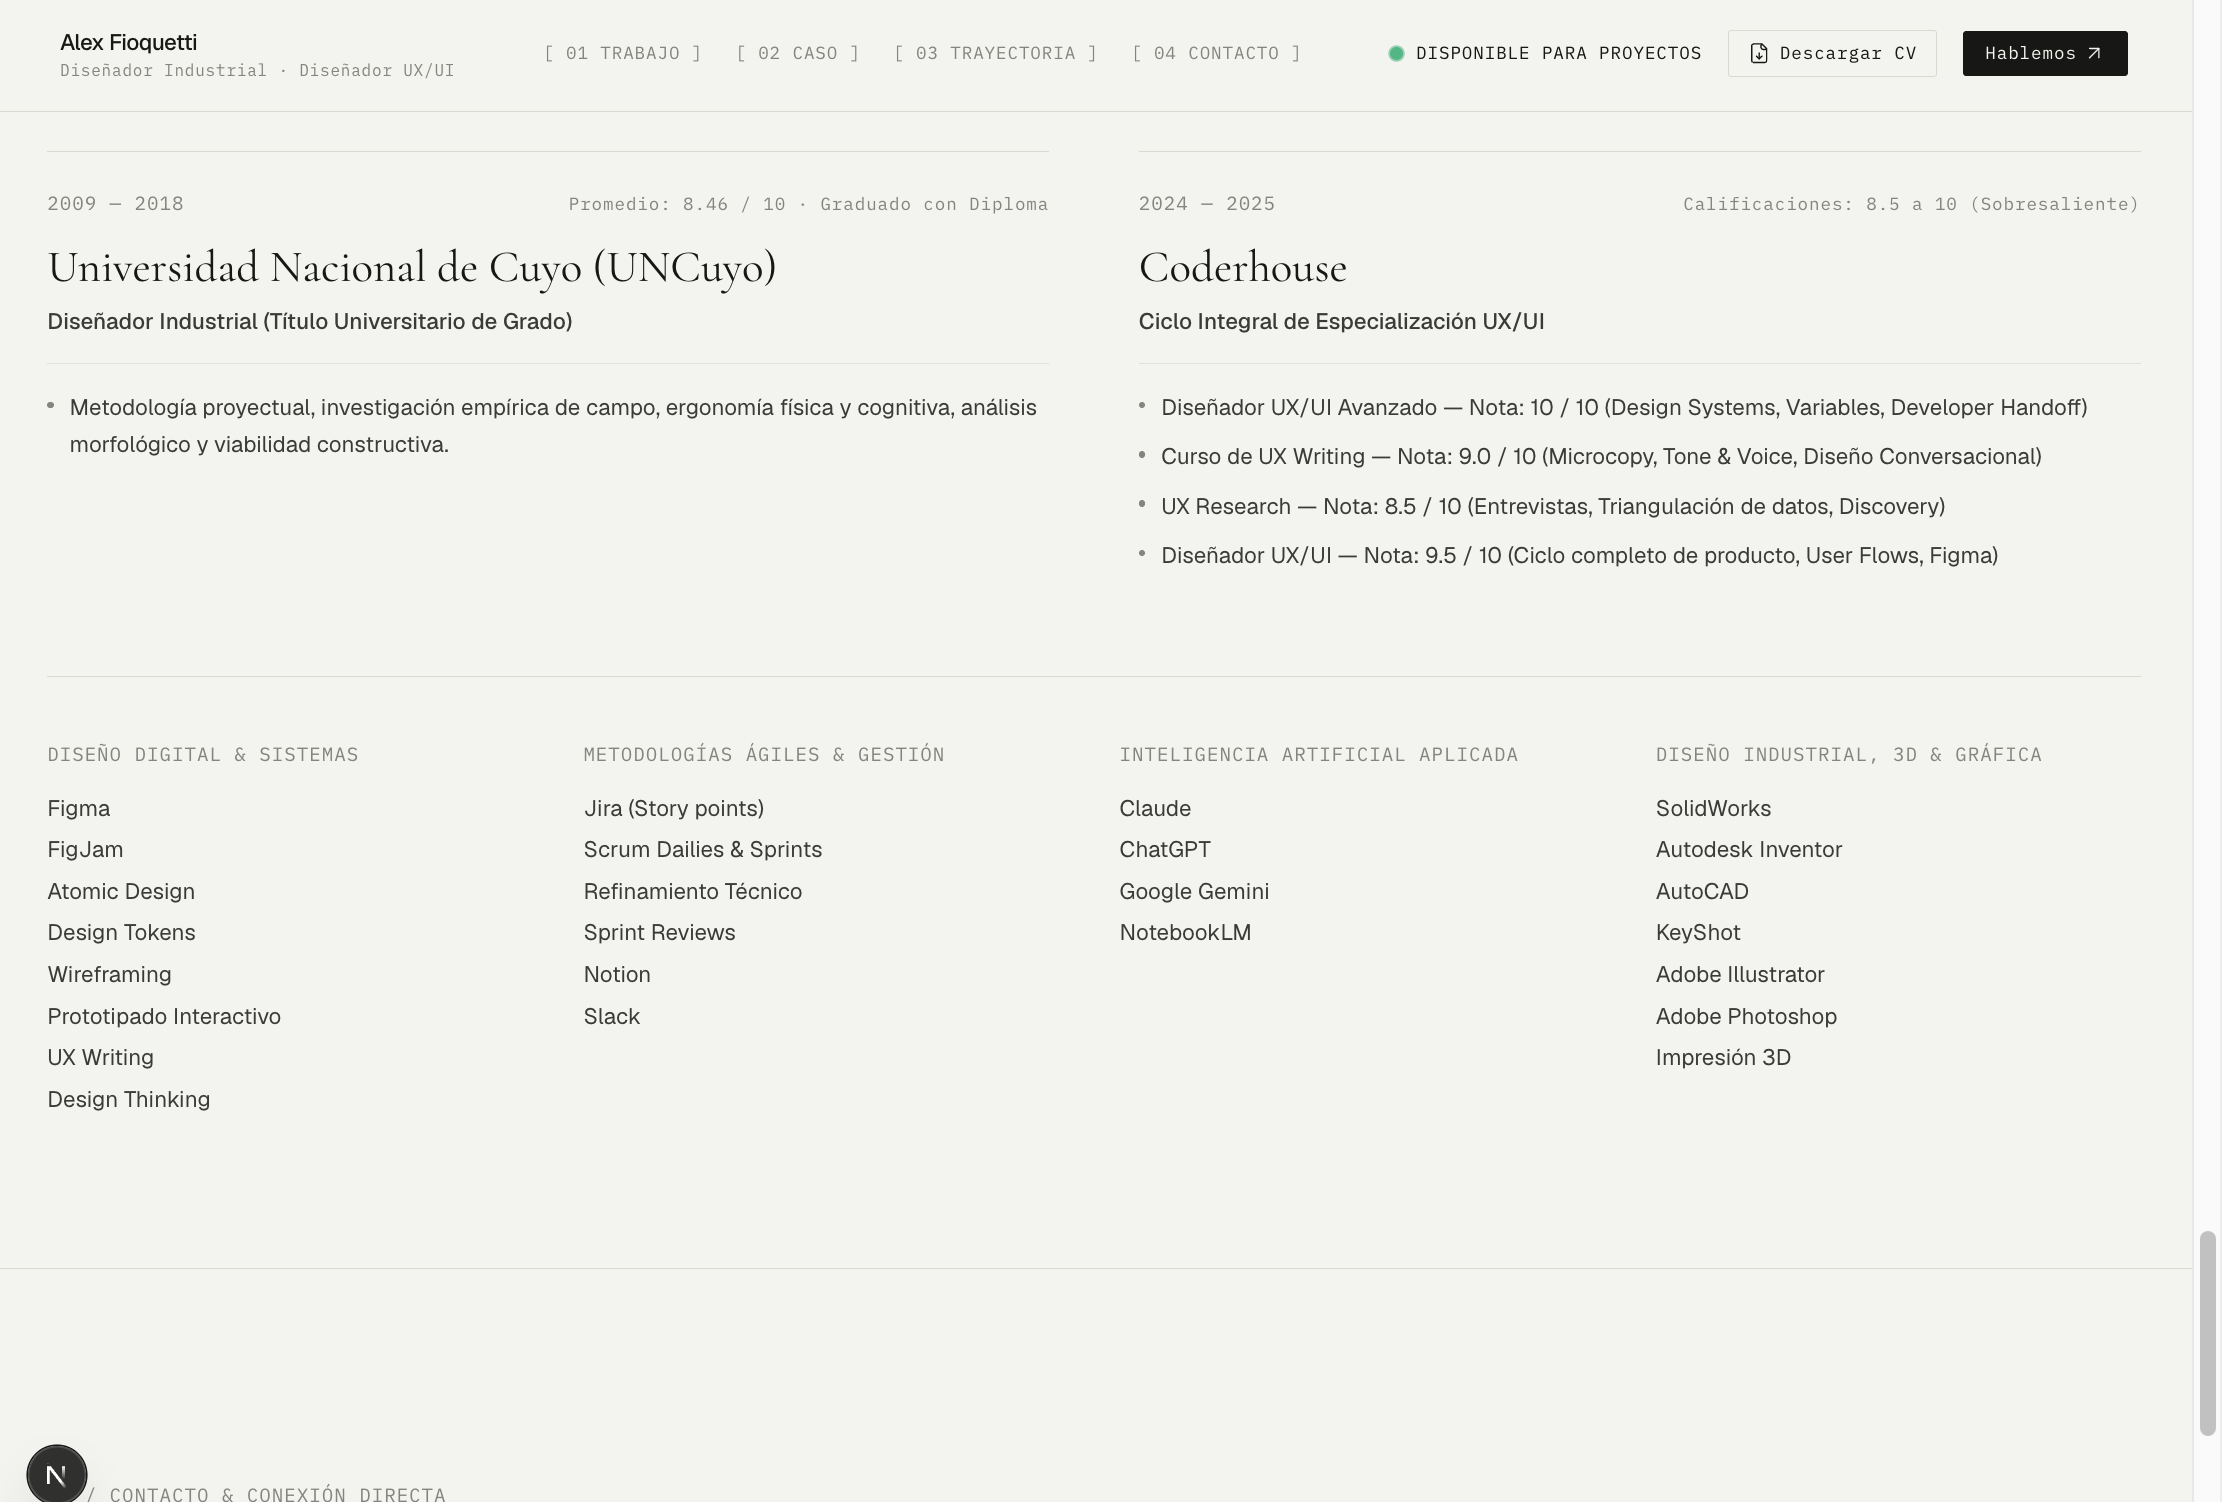 Alex Fioquetti
Diseñador Industrial · Diseñador UX/UI
[ 01 TRABAJO ]
[ 02 CASO ]
[ 03 TRAYECTORIA ]
[ 04 CONTACTO ]
DISPONIBLE PARA PROYECTOS
Descargar CV
Hablemos
2009 — 2018
Promedio: 8.46 / 10 · Graduado con Diploma
Universidad Nacional de Cuyo (UNCuyo)
Diseñador Industrial (Título Universitario de Grado)
Metodología proyectual, investigación empírica de campo, ergonomía física y cognitiva, análisis
morfológico y viabilidad constructiva.
2024 — 2025
Calificaciones: 8.5 a 10 (Sobresaliente)
Coderhouse
Ciclo Integral de Especialización UX/UI
Diseñador UX/UI Avanzado — Nota: 10 / 10 (Design Systems, Variables, Developer Handoff)
Curso de UX Writing — Nota: 9.0 / 10 (Microcopy, Tone & Voice, Diseño Conversacional)
UX Research — Nota: 8.5 / 10 (Entrevistas, Triangulación de datos, Discovery)
Diseñador UX/UI — Nota: 9.5 / 10 (Ciclo completo de producto, User Flows, Figma)
DISEÑO DIGITAL & SISTEMAS
Figma
FigJam
Atomic Design
Design Tokens
Wireframing
Prototipado Interactivo
UX Writing
Design Thinking
METODOLOGÍAS ÁGILES & GESTIÓN
Jira (Story points)
Scrum Dailies & Sprints
Refinamiento Técnico
Sprint Reviews
Notion
Slack
INTELIGENCIA ARTIFICIAL APLICADA
Claude
ChatGPT
Google Gemini
NotebookLM
DISEÑO INDUSTRIAL, 3D & GRÁFICA
SolidWorks
Autodesk Inventor
AutoCAD
KeyShot
Adobe Illustrator
Adobe Photoshop
Impresión 3D
N
/ CONTACTO & CONEXIÓN DIRECTA